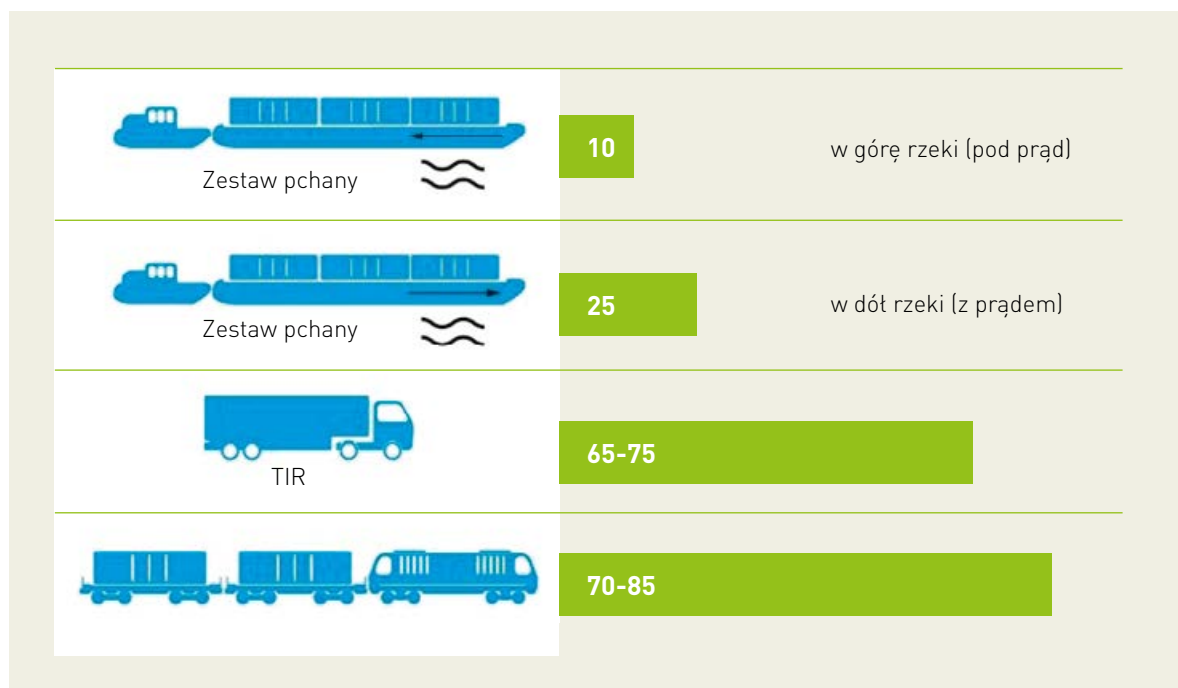 10
w górę rzeki (pod prąd)
Zestaw pchany
25
w dół rzeki (z prądem)
Zestaw pchany
65-75
TIR
70-85